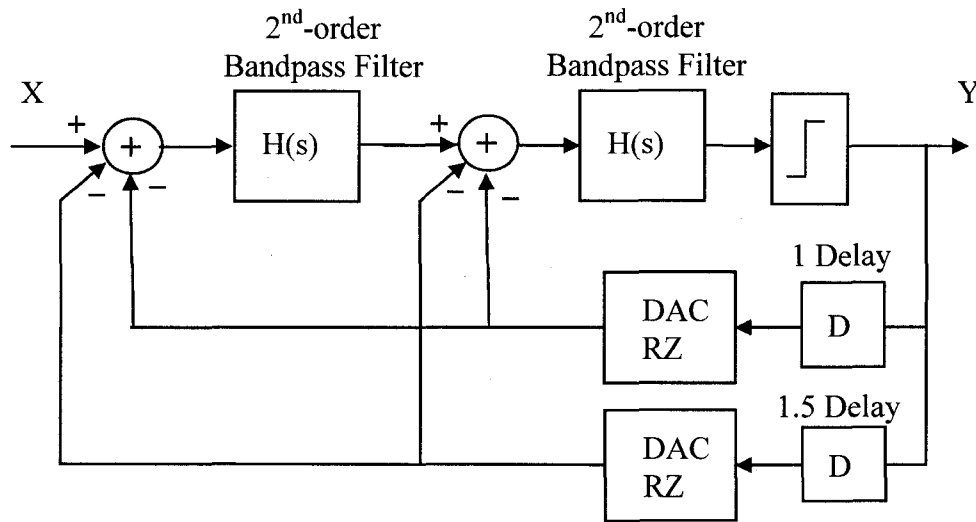 2nd-order
Bandpass Filter
2nd-order
Bandpass Filter
X
Y
+
+
−
−
H(s)
+
+
−
−
H(s)
1 Delay
DAC
RZ
D
1.5 Delay
DAC
RZ
D